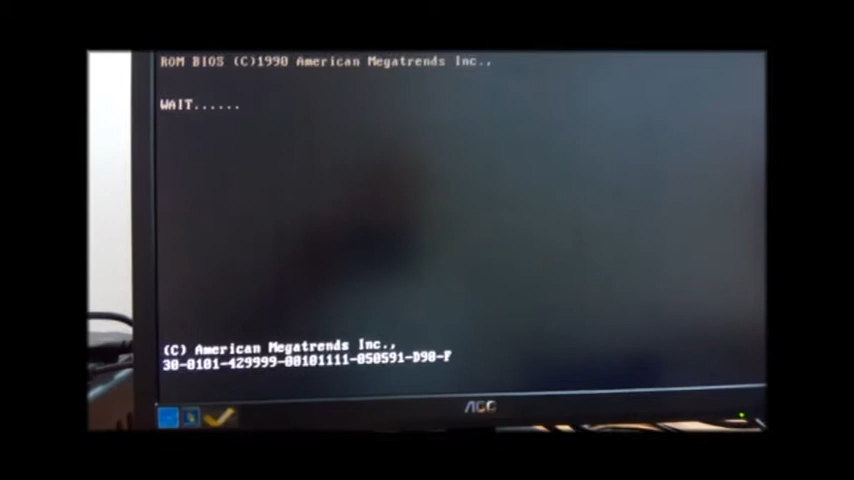 ROM BIOS (C)1990 American Megatrends Inc.,
WAIT......
(C) American Megatrends Inc.,
30-0101-429999-00101111-050591-D90-F
AOC